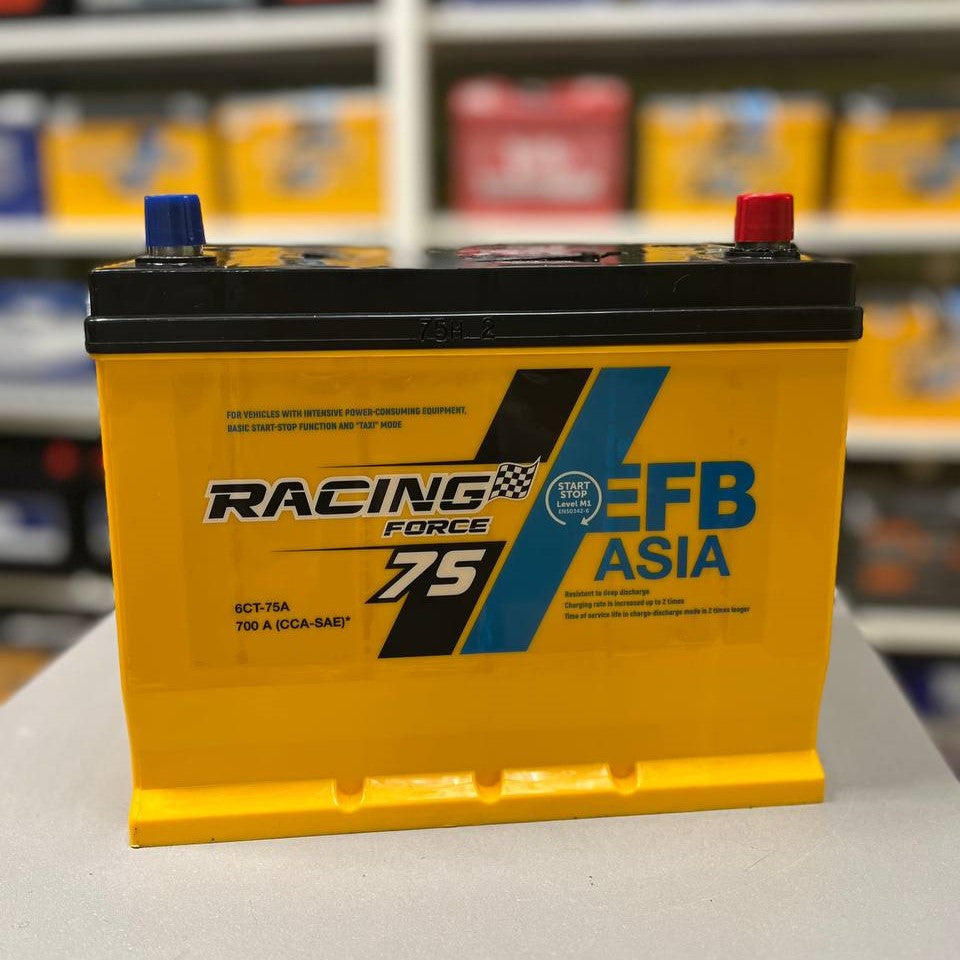 75H_2
FOR VEHICLES WITH INTENSIVE POWER-CONSUMING EQUIPMENT,
BASIC START-STOP FUNCTION AND "TAXI" MODE
RACING
FORCE
75
START
STOP
Level M1
EN50342-6
EFB
ASIA
6CT-75A
700 A (CCA-SAE)*
Resistant to deep discharge
Charging rate is increased up to 2 times
Time of service life in charge-discharge mode is 2 times longer